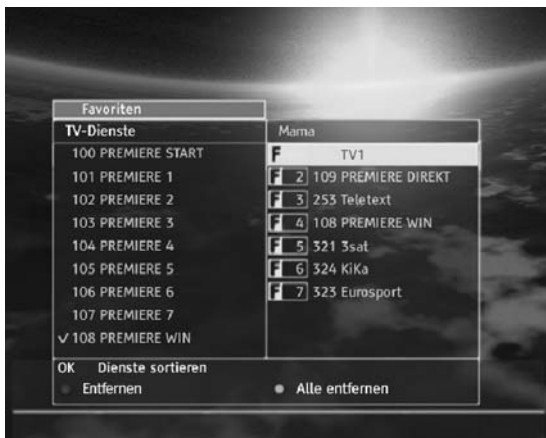 Favoriten
TV-Dienste
100 PREMIERE START
101 PREMIERE 1
102 PREMIERE 2
103 PREMIERE 3
104 PREMIERE 4
105 PREMIERE 5
106 PREMIERE 6
107 PREMIERE 7
✓ 108 PREMIERE WIN
Mama
F TV1
F 2 109 PREMIERE DIREKT
F 3 253 Teletext
F 4 108 PREMIERE WIN
F 5 321 3sat
F 6 324 KiKa
F 7 323 Eurosport
OK Dienste sortieren
Entfernen
Alle entfernen